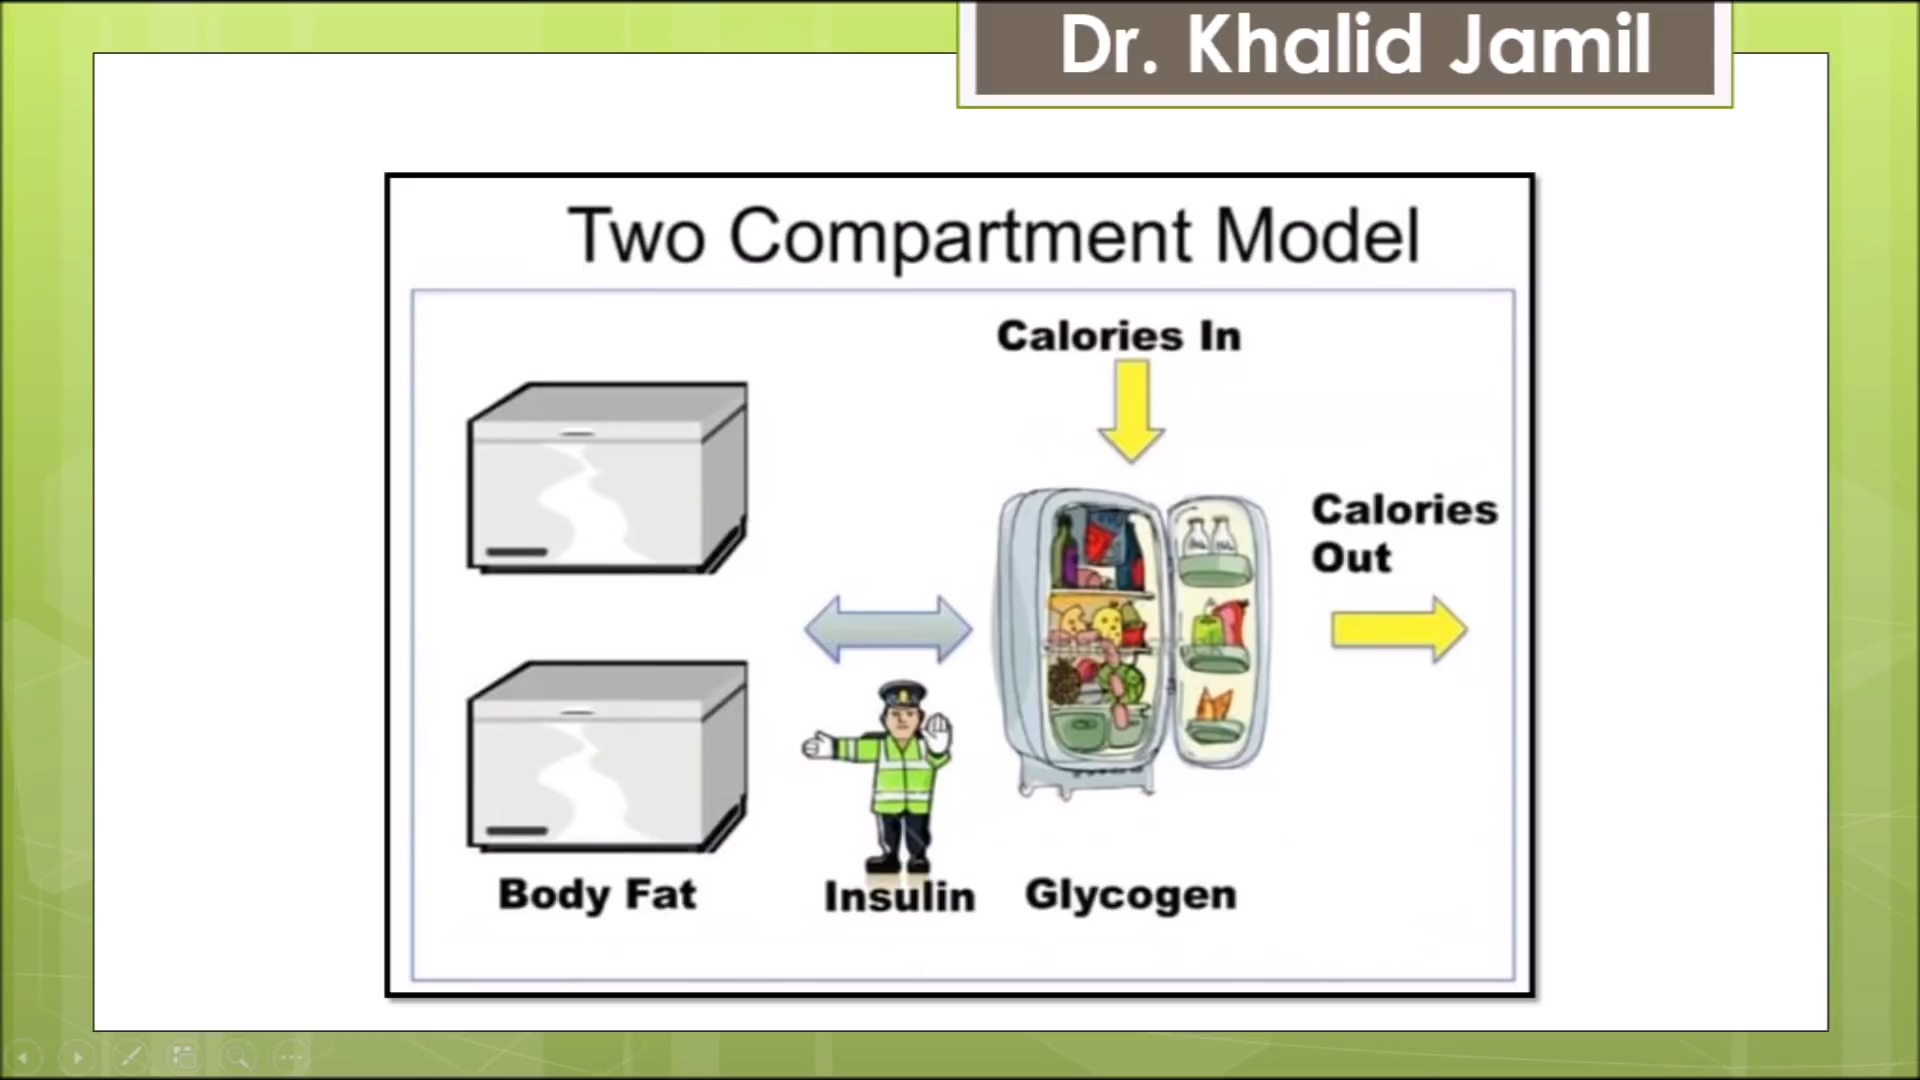 Dr. Khalid Jamil
Two Compartment Model
Calories In
Calories
Out
Body Fat
Insulin
Glycogen